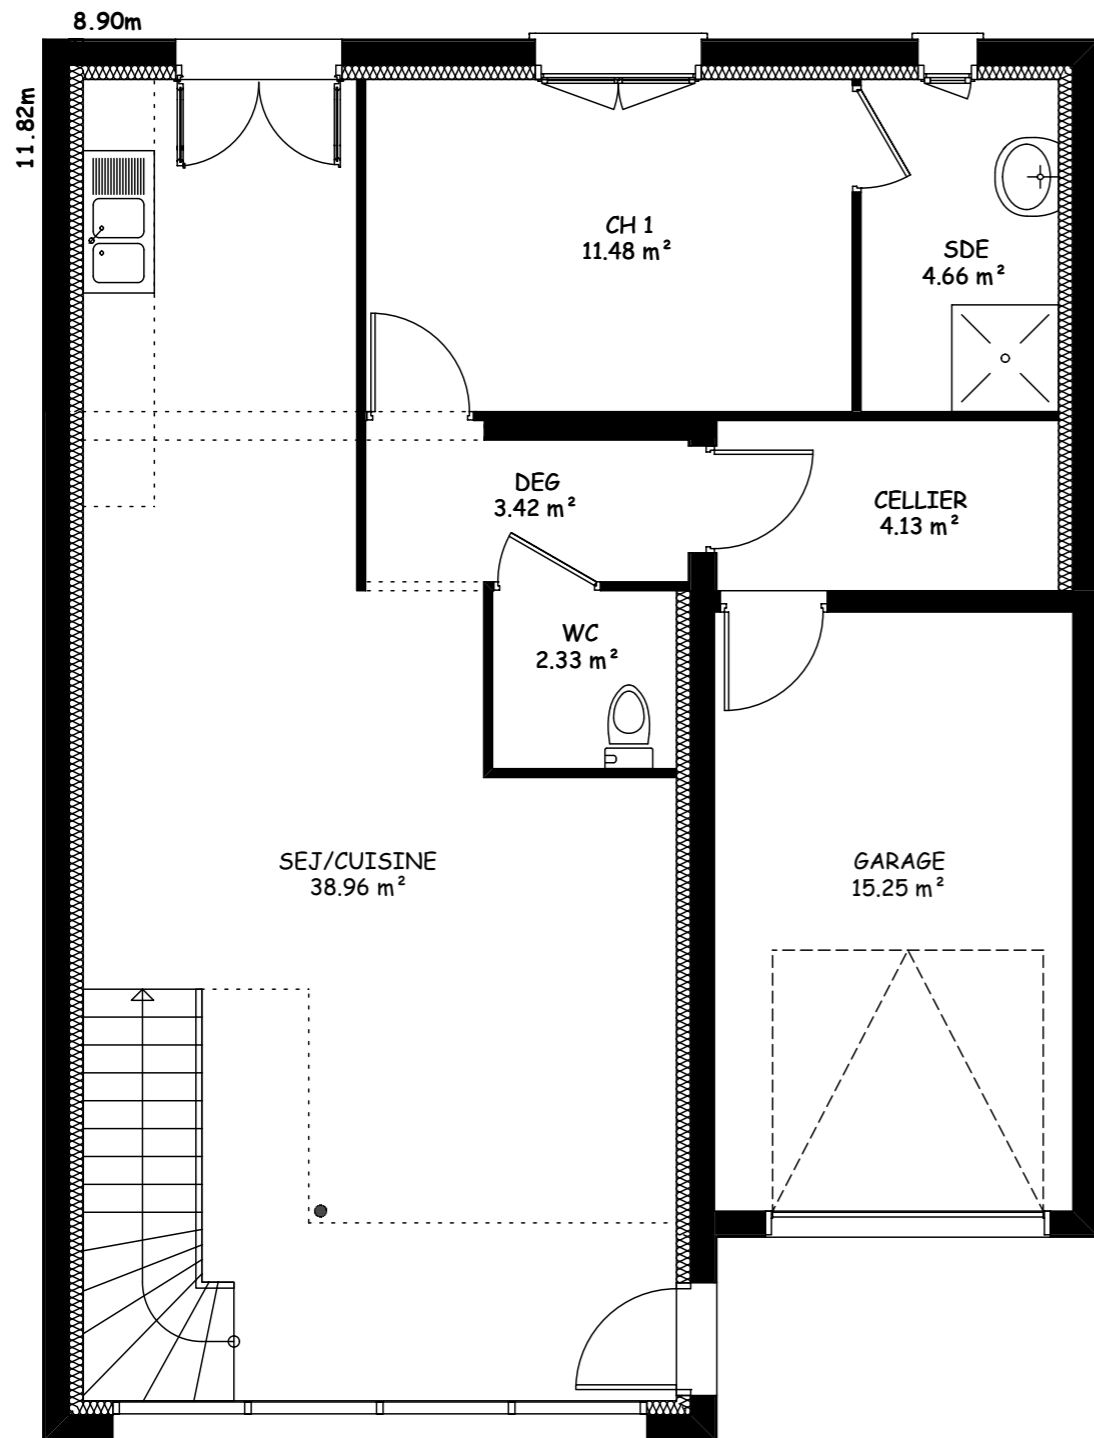 8.90m
11.82m
CH 1
11.48 m²
SDE
4.66 m²
DEG
3.42 m²
CELLIER
4.13 m²
WC
2.33 m²
SEJ/CUISINE
38.96 m²
GARAGE
15.25 m²